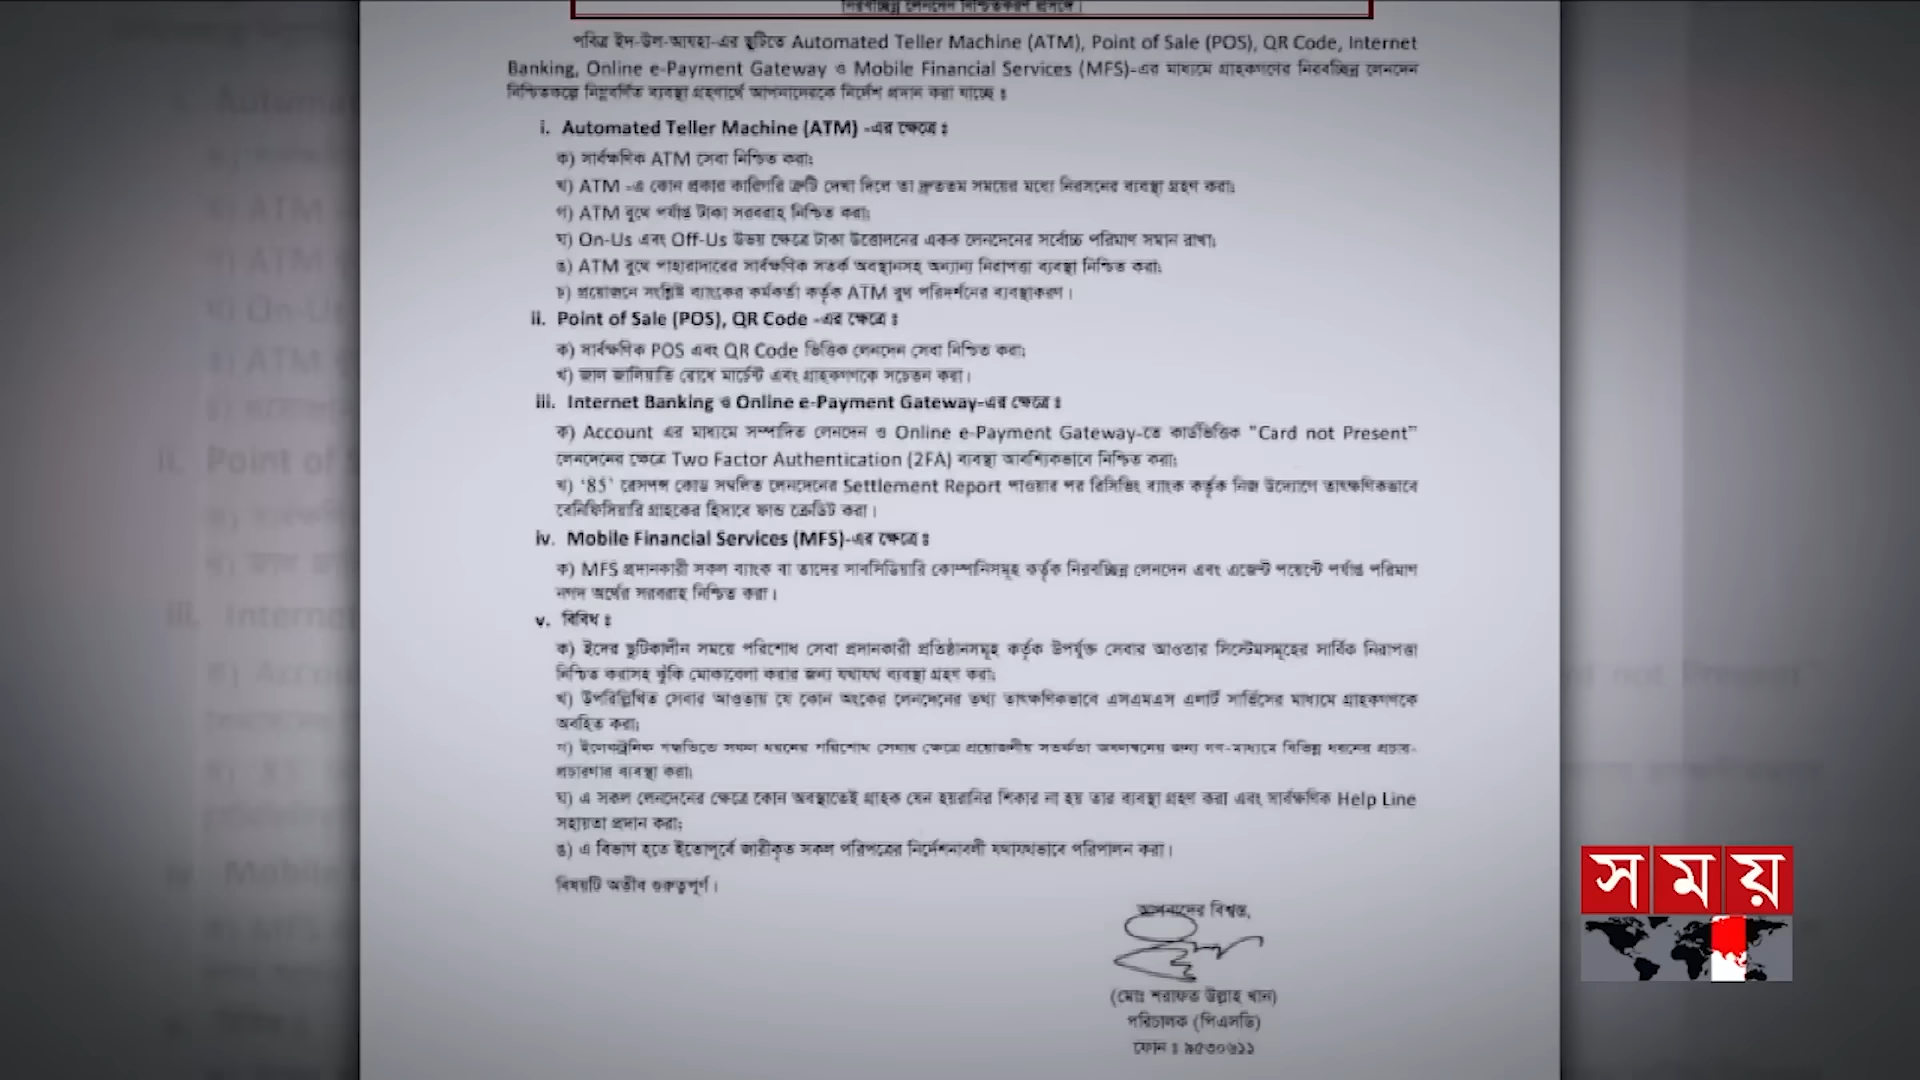 নিরবচ্ছিন্ন লেনদেন নিশ্চিতকরণ প্রসঙ্গে।
পবিত্র ইদ-উল-আযহা-এর ছুটিতে Automated Teller Machine (ATM), Point of Sale (POS), QR Code, Internet
Banking, Online e-Payment Gateway ও Mobile Financial Services (MFS)-এর মাধ্যমে গ্রাহকগণের নিরবচ্ছিন্ন লেনদেন
নিশ্চিতকল্পে নিম্নবর্ণিত ব্যবস্থা গ্রহণার্থে আপনাদেরকে নির্দেশ প্রদান করা যাচ্ছে ঃ
i. Automated Teller Machine (ATM) -এর ক্ষেত্রে ঃ
ক) সার্বক্ষণিক ATM সেবা নিশ্চিত করা;
খ) ATM -এ কোন প্রকার কারিগরি ত্রুটি দেখা দিলে তা দ্রুততম সময়ের মধ্যে নিরসনের ব্যবস্থা গ্রহণ করা;
গ) ATM বুথে পর্যাপ্ত টাকা সরবরাহ নিশ্চিত করা;
ঘ) On-Us এবং Off-Us উভয় ক্ষেত্রে টাকা উত্তোলনের একক লেনদেনের সর্বোচ্চ পরিমাণ সমান রাখা;
ঙ) ATM বুথে পাহারাদারের সার্বক্ষণিক সতর্ক অবস্থানসহ অন্যান্য নিরাপত্তা ব্যবস্থা নিশ্চিত করা;
চ) প্রয়োজনে সংশ্লিষ্ট ব্যাংকের কর্মকর্তা কর্তৃক ATM বুথ পরিদর্শনের ব্যবস্থাকরণ।
ii. Point of Sale (POS), QR Code -এর ক্ষেত্রে ঃ
ক) সার্বক্ষণিক POS এবং QR Code ভিত্তিক লেনদেন সেবা নিশ্চিত করা;
খ) জাল জালিয়াতি রোধে মার্চেন্ট এবং গ্রাহকগণকে সচেতন করা।
iii. Internet Banking ও Online e-Payment Gateway-এর ক্ষেত্রে ঃ
ক) Account এর মাধ্যমে সম্পাদিত লেনদেন ও Online e-Payment Gateway-তে কার্ডভিত্তিক "Card not Present"
লেনদেনের ক্ষেত্রে Two Factor Authentication (2FA) ব্যবস্থা আবশ্যিকভাবে নিশ্চিত করা;
খ) '85' রেসপন্স কোড সম্বলিত লেনদেনের Settlement Report পাওয়ার পর রিসিভিং ব্যাংক কর্তৃক নিজ উদ্যোগে তাৎক্ষণিকভাবে
বেনিফিসিয়ারি গ্রাহকের হিসাবে ফান্ড ক্রেডিট করা।
iv. Mobile Financial Services (MFS)-এর ক্ষেত্রে ঃ
ক) MFS প্রদানকারী সকল ব্যাংক বা তাদের সাবসিডিয়ারি কোম্পানিসমূহ কর্তৃক নিরবচ্ছিন্ন লেনদেন এবং এজেন্ট পয়েন্টে পর্যাপ্ত পরিমাণ
নগদ অর্থের সরবরাহ নিশ্চিত করা।
v. বিবিধ ঃ
ক) ইদের ছুটিকালীন সময়ে পরিশোধ সেবা প্রদানকারী প্রতিষ্ঠানসমূহ কর্তৃক উপর্যুক্ত সেবার আওতার সিস্টেমসমূহের সার্বিক নিরাপত্তা
নিশ্চিত করাসহ ঝুঁকি মোকাবেলা করার জন্য যথাযথ ব্যবস্থা গ্রহণ করা;
খ) উপরিল্লিখিত সেবার আওতায় যে কোন অংকের লেনদেনের তথ্য তাৎক্ষণিকভাবে এসএমএস এলার্ট সার্ভিসের মাধ্যমে গ্রাহকগণকে
অবহিত করা;
গ) ইলেকট্রনিক পদ্ধতিতে সকল ধরনের পরিশোধ সেবার ক্ষেত্রে প্রয়োজনীয় সতর্কতা অবলম্বনের জন্য গণ-মাধ্যমে বিভিন্ন ধরনের প্রচার-
প্রচারণার ব্যবস্থা করা;
ঘ) এ সকল লেনদেনের ক্ষেত্রে কোন অবস্থাতেই গ্রাহক যেন হয়রানির শিকার না হয় তার ব্যবস্থা গ্রহণ করা এবং সার্বক্ষণিক Help Line
সহায়তা প্রদান করা;
ঙ) এ বিভাগ হতে ইতোপূর্বে জারীকৃত সকল পরিপত্রের নির্দেশনাবলী যথাযথভাবে পরিপালন করা।
বিষয়টি অতীব গুরুত্বপূর্ণ।
আপনাদের বিশ্বস্ত,
(মোঃ শরাফত উল্লাহ খান)
পরিচালক (পিএসডি)
ফোন ঃ ৯৫৩০৬১১
সময়